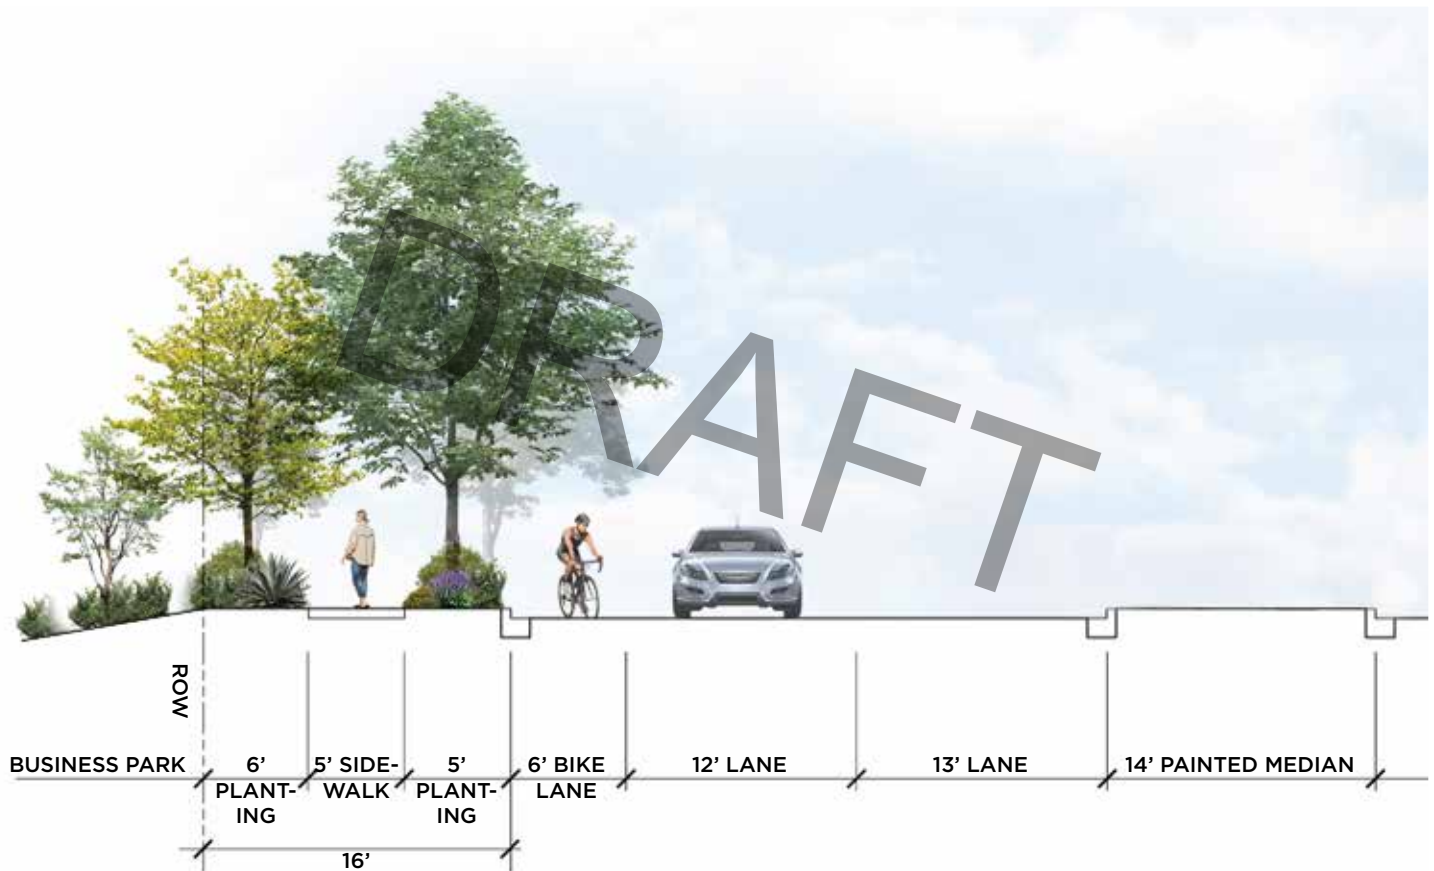 DRAFT
ROW
BUSINESS PARK
6’
PLANT-
ING
5’ SIDE-
WALK
5’
PLANT-
ING
6’ BIKE
LANE
12’ LANE
13’ LANE
14’ PAINTED MEDIAN
16’